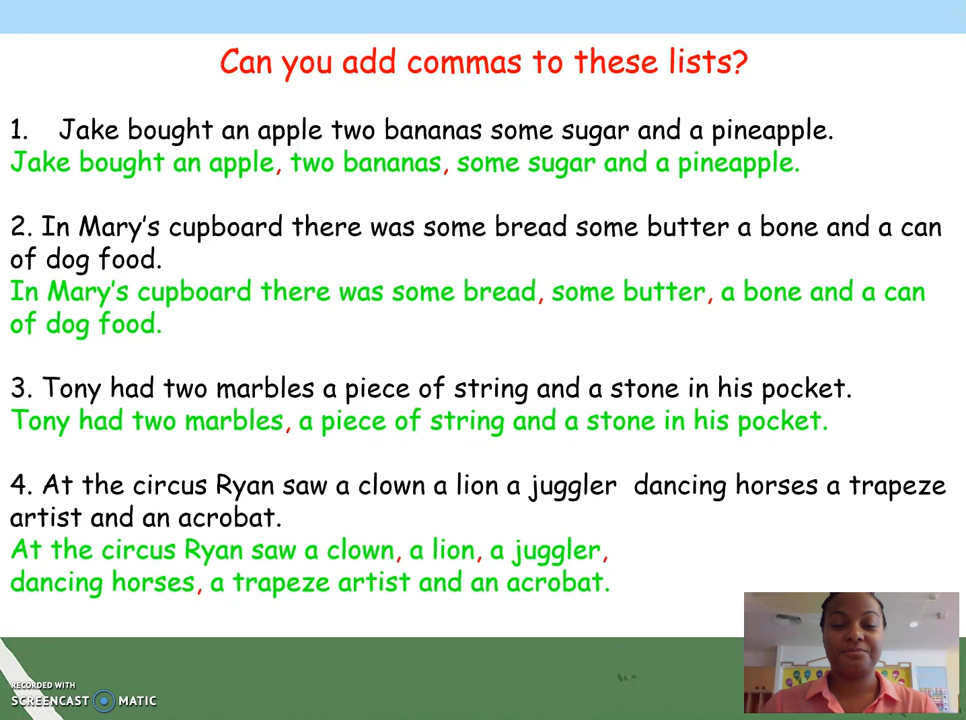 Can you add commas to these lists?
1. Jake bought an apple two bananas some sugar and a pineapple.
Jake bought an apple, two bananas, some sugar and a pineapple.
2. In Mary's cupboard there was some bread some butter a bone and a can
of dog food.
In Mary's cupboard there was some bread, some butter, a bone and a can
of dog food.
3. Tony had two marbles a piece of string and a stone in his pocket.
Tony had two marbles, a piece of string and a stone in his pocket.
4. At the circus Ryan saw a clown a lion a juggler  dancing horses a trapeze
artist and an acrobat.
At the circus Ryan saw a clown, a lion, a juggler,
dancing horses, a trapeze artist and an acrobat.
RECORDED WITH
SCREENCAST MATIC